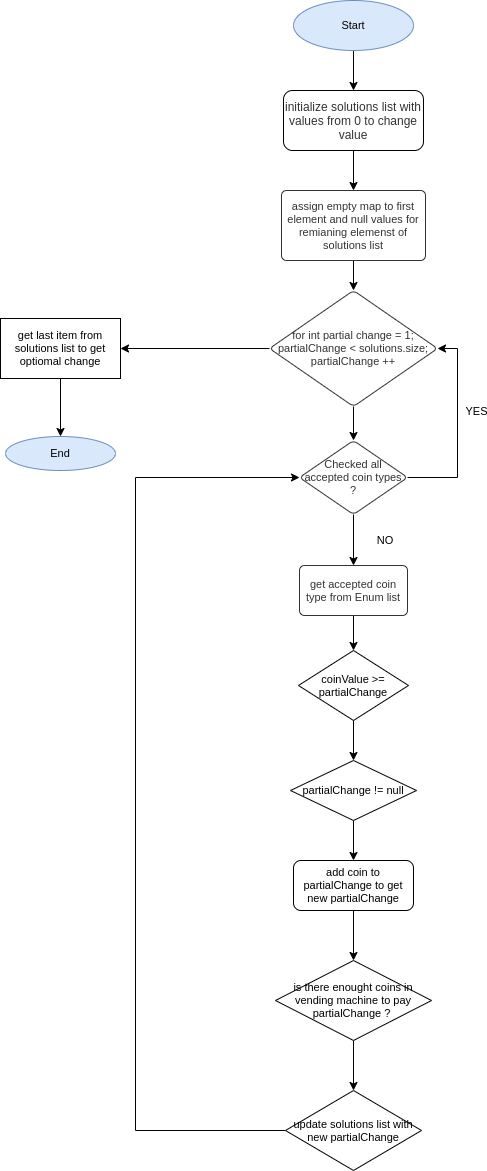 Start
initialize solutions list with
values from 0 to change
value
assign empty map to first
element and null values for
remianing elemenst of
solutions list
for int partial change = 1;
partialChange < solutions.size;
partialChange ++
get last item from
solutions list to get
optiomal change
End
YES
Checked all
accepted coin types
?
NO
get accepted coin
type from Enum list
coinValue >=
partialChange
partialChange != null
add coin to
partialChange to get
new partialChange
is there enought coins in
vending machine to pay
partialChange ?
update solutions list with
new partialChange